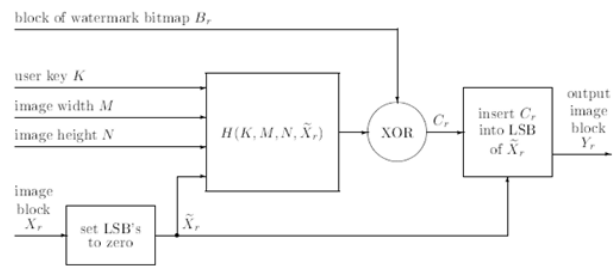 block of watermark bitmap B_r
user key K
image width M
image height N
H(K, M, N, X̃_r)
XOR
C_r
insert C_r
into LSB
of X̃_r
output
image
block
Y_r
image
block
X_r
set LSB's
to zero
X̃_r